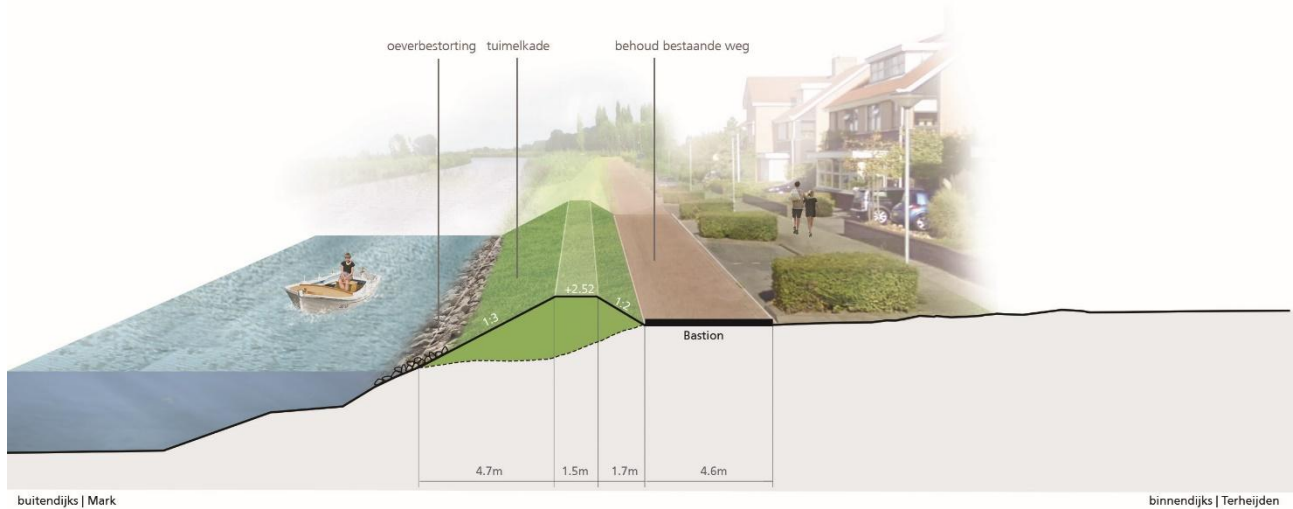 oeverbestorting tuimelkade behoud bestaande weg
+2.52
1:3
1:2
Bastion
4.7m 1.5m 1.7m 4.6m
buitendijks | Mark binnendijks | Terheijden